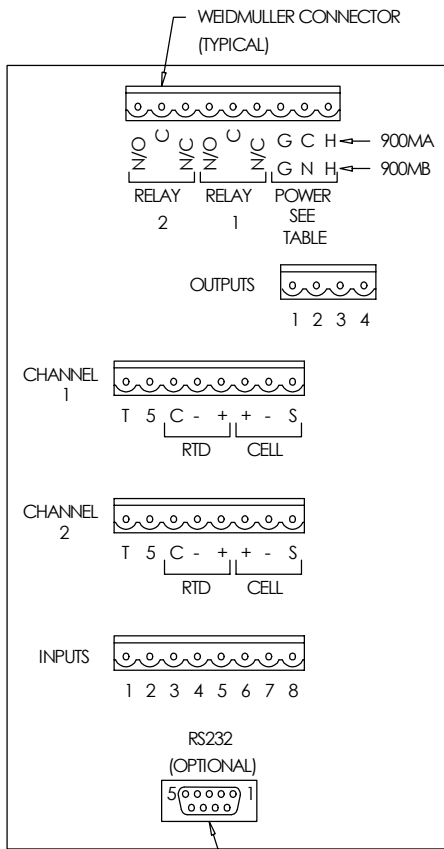 WEIDMULLER CONNECTOR
(TYPICAL)
N/O C N/C N/O C N/C G C H 900MA
G N H 900MB
RELAY RELAY POWER
2 1 SEE
TABLE
OUTPUTS
1 2 3 4
CHANNEL
1
T 5 C - + + - S
RTD CELL
CHANNEL
2
T 5 C - + + - S
RTD CELL
INPUTS
1 2 3 4 5 6 7 8
RS232
(OPTIONAL)
5 1